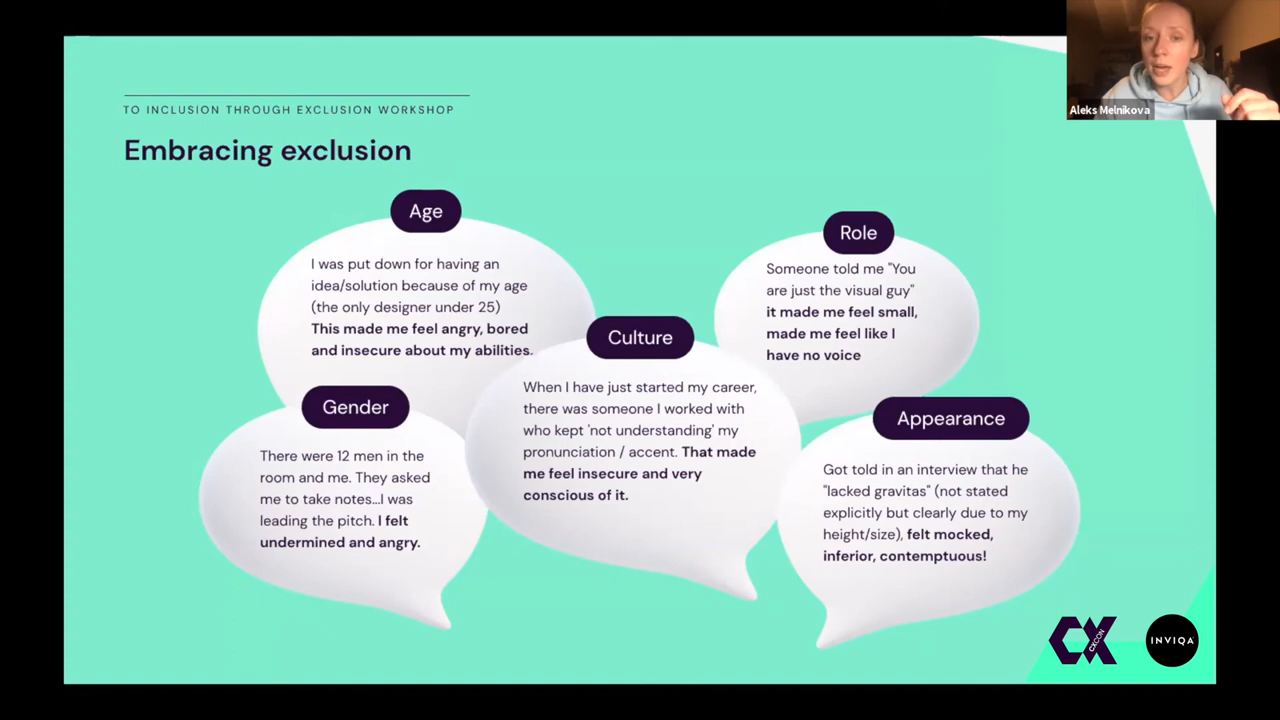 TO INCLUSION THROUGH EXCLUSION WORKSHOP
Embracing exclusion
Age
I was put down for having an
idea/solution because of my age
(the only designer under 25)
This made me feel angry, bored
and insecure about my abilities.
Role
Someone told me "You
are just the visual guy"
it made me feel small,
made me feel like I
have no voice
Culture
When I have just started my career,
there was someone I worked with
who kept 'not understanding' my
pronunciation / accent. That made
me feel insecure and very
conscious of it.
Gender
There were 12 men in the
room and me. They asked
me to take notes...I was
leading the pitch. I felt
undermined and angry.
Appearance
Got told in an interview that he
"lacked gravitas" (not stated
explicitly but clearly due to my
height/size), felt mocked,
inferior, contemptuous!
Aleks Melnikova
CX
CXCON
INVIQA